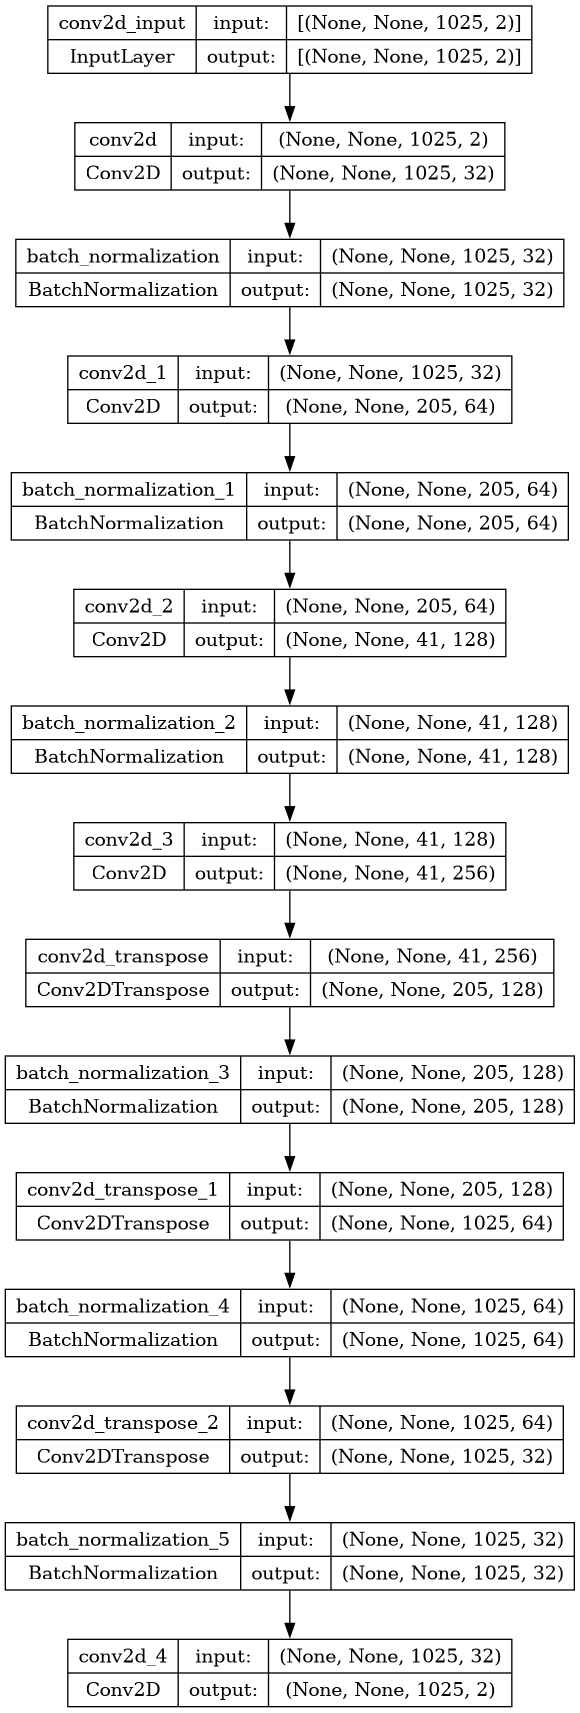 conv2d_input input: [(None, None, 1025, 2)]
InputLayer output: [(None, None, 1025, 2)]
conv2d input: (None, None, 1025, 2)
Conv2D output: (None, None, 1025, 32)
batch_normalization input: (None, None, 1025, 32)
BatchNormalization output: (None, None, 1025, 32)
conv2d_1 input: (None, None, 1025, 32)
Conv2D output: (None, None, 205, 64)
batch_normalization_1 input: (None, None, 205, 64)
BatchNormalization output: (None, None, 205, 64)
conv2d_2 input: (None, None, 205, 64)
Conv2D output: (None, None, 41, 128)
batch_normalization_2 input: (None, None, 41, 128)
BatchNormalization output: (None, None, 41, 128)
conv2d_3 input: (None, None, 41, 128)
Conv2D output: (None, None, 41, 256)
conv2d_transpose input: (None, None, 41, 256)
Conv2DTranspose output: (None, None, 205, 128)
batch_normalization_3 input: (None, None, 205, 128)
BatchNormalization output: (None, None, 205, 128)
conv2d_transpose_1 input: (None, None, 205, 128)
Conv2DTranspose output: (None, None, 1025, 64)
batch_normalization_4 input: (None, None, 1025, 64)
BatchNormalization output: (None, None, 1025, 64)
conv2d_transpose_2 input: (None, None, 1025, 64)
Conv2DTranspose output: (None, None, 1025, 32)
batch_normalization_5 input: (None, None, 1025, 32)
BatchNormalization output: (None, None, 1025, 32)
conv2d_4 input: (None, None, 1025, 32)
Conv2D output: (None, None, 1025, 2)